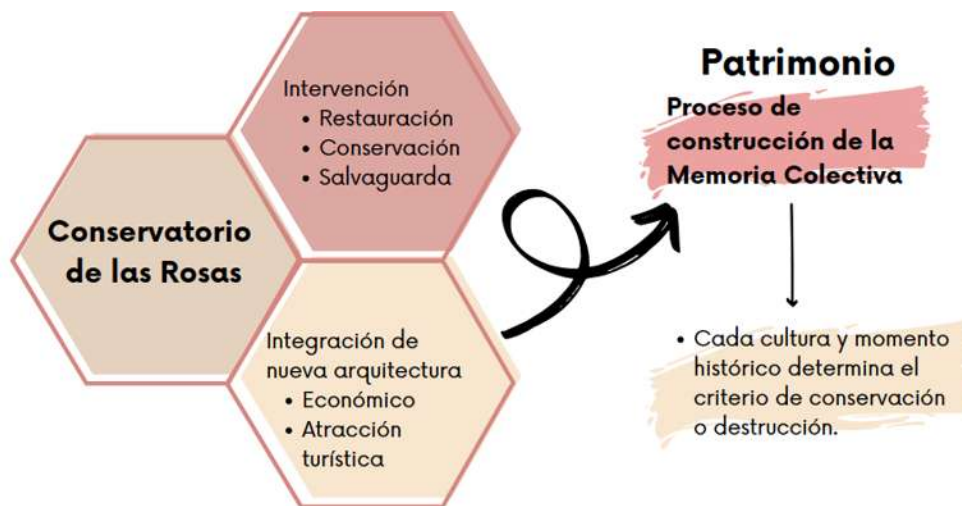 Conservatorio
de las Rosas
Intervención
• Restauración
• Conservación
• Salvaguarda
Integración de
nueva arquitectura
• Económico
• Atracción
turística
Patrimonio
Proceso de
construcción de la
Memoria Colectiva
• Cada cultura y momento
histórico determina el
criterio de conservación
o destrucción.